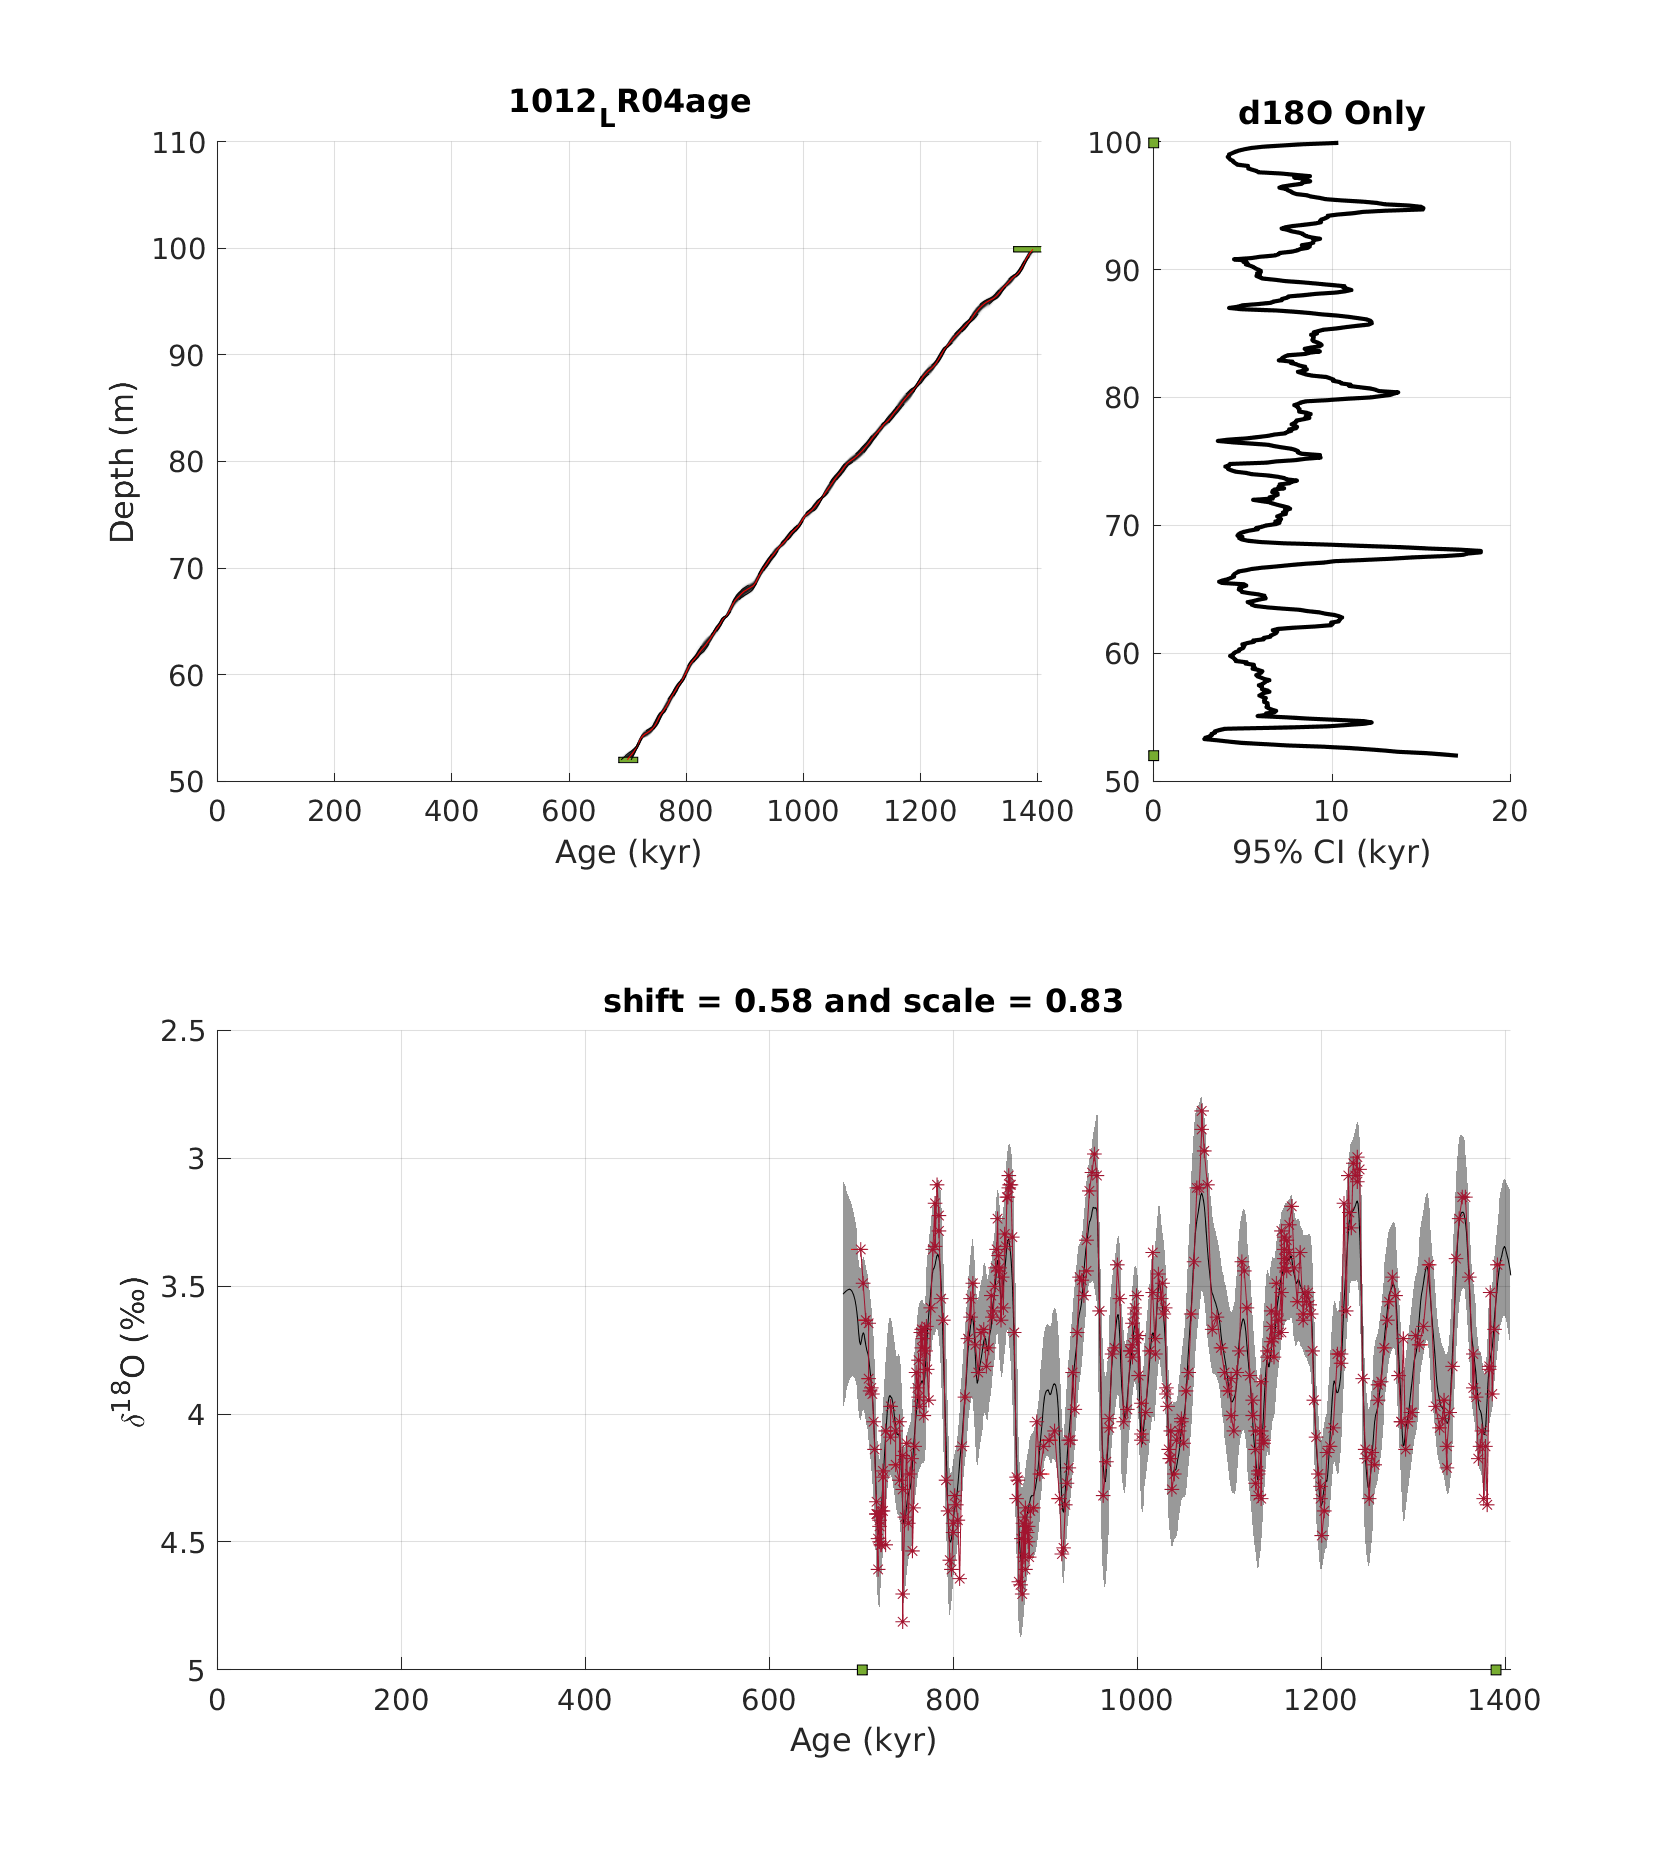 1012_LR04age
110
100
90
80
70
60
50
Depth (m)
0 200 400 600 800 1000 1200 1400
Age (kyr)
d18O Only
100
90
80
70
60
50
0 10 20
95% CI (kyr)
shift = 0.58 and scale = 0.83
2.5
3
3.5
4
4.5
5
δ18O (‰)
0 200 400 600 800 1000 1200 1400
Age (kyr)